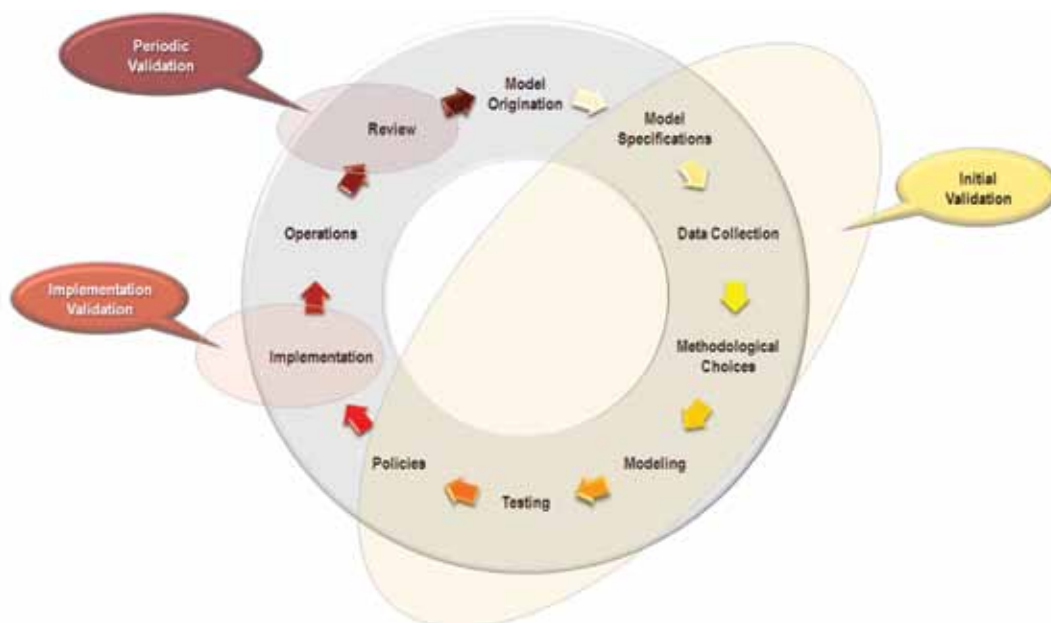 Periodic
Validation
Model
Origination
Review
Model
Specifications
Initial
Validation
Operations
Data Collection
Implementation
Validation
Implementation
Methodological
Choices
Policies
Modeling
Testing